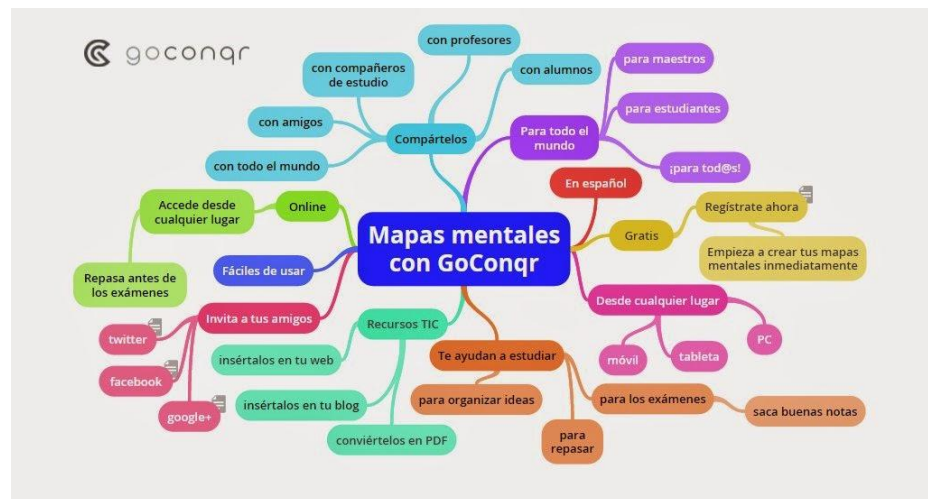 goconqr
con profesores
con compañeros
de estudio
con alumnos
con amigos
con todo el mundo
Compártelos
Para todo el
mundo
para maestros
para estudiantes
¡para tod@s!
En español
Gratis
Regístrate ahora
Empieza a crear tus mapas
mentales inmediatamente
Accede desde
cualquier lugar
Online
Repasa antes de
los exámenes
Fáciles de usar
Mapas mentales
con GoConqr
Invita a tus amigos
twitter
facebook
google+
Recursos TIC
insértalos en tu web
insértalos en tu blog
conviértelos en PDF
Te ayudan a estudiar
para organizar ideas
para
repasar
para los exámenes
saca buenas notas
Desde cualquier lugar
móvil
tableta
PC